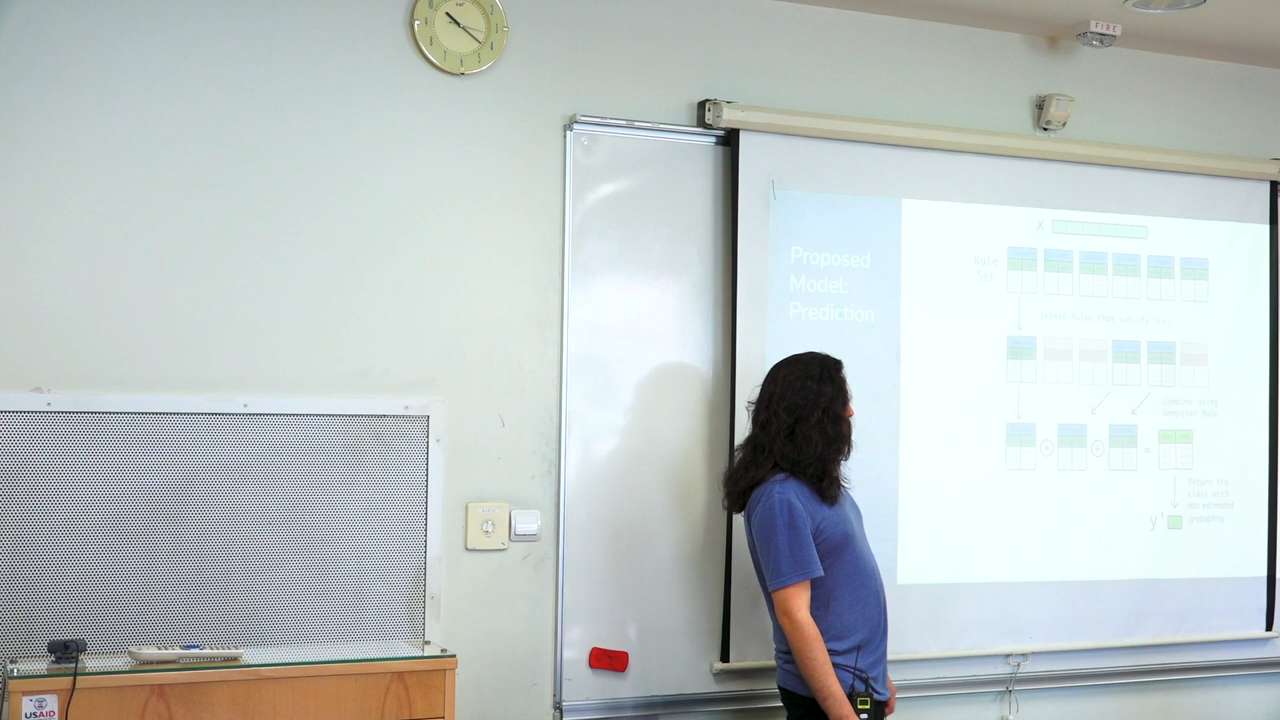 FIRE
Proposed
Model:
Prediction
X
Rule
Set
Select Rules that satisfy
Combine using
Dempster Rule
Return the
class with
estimated
probability
y'
USAID